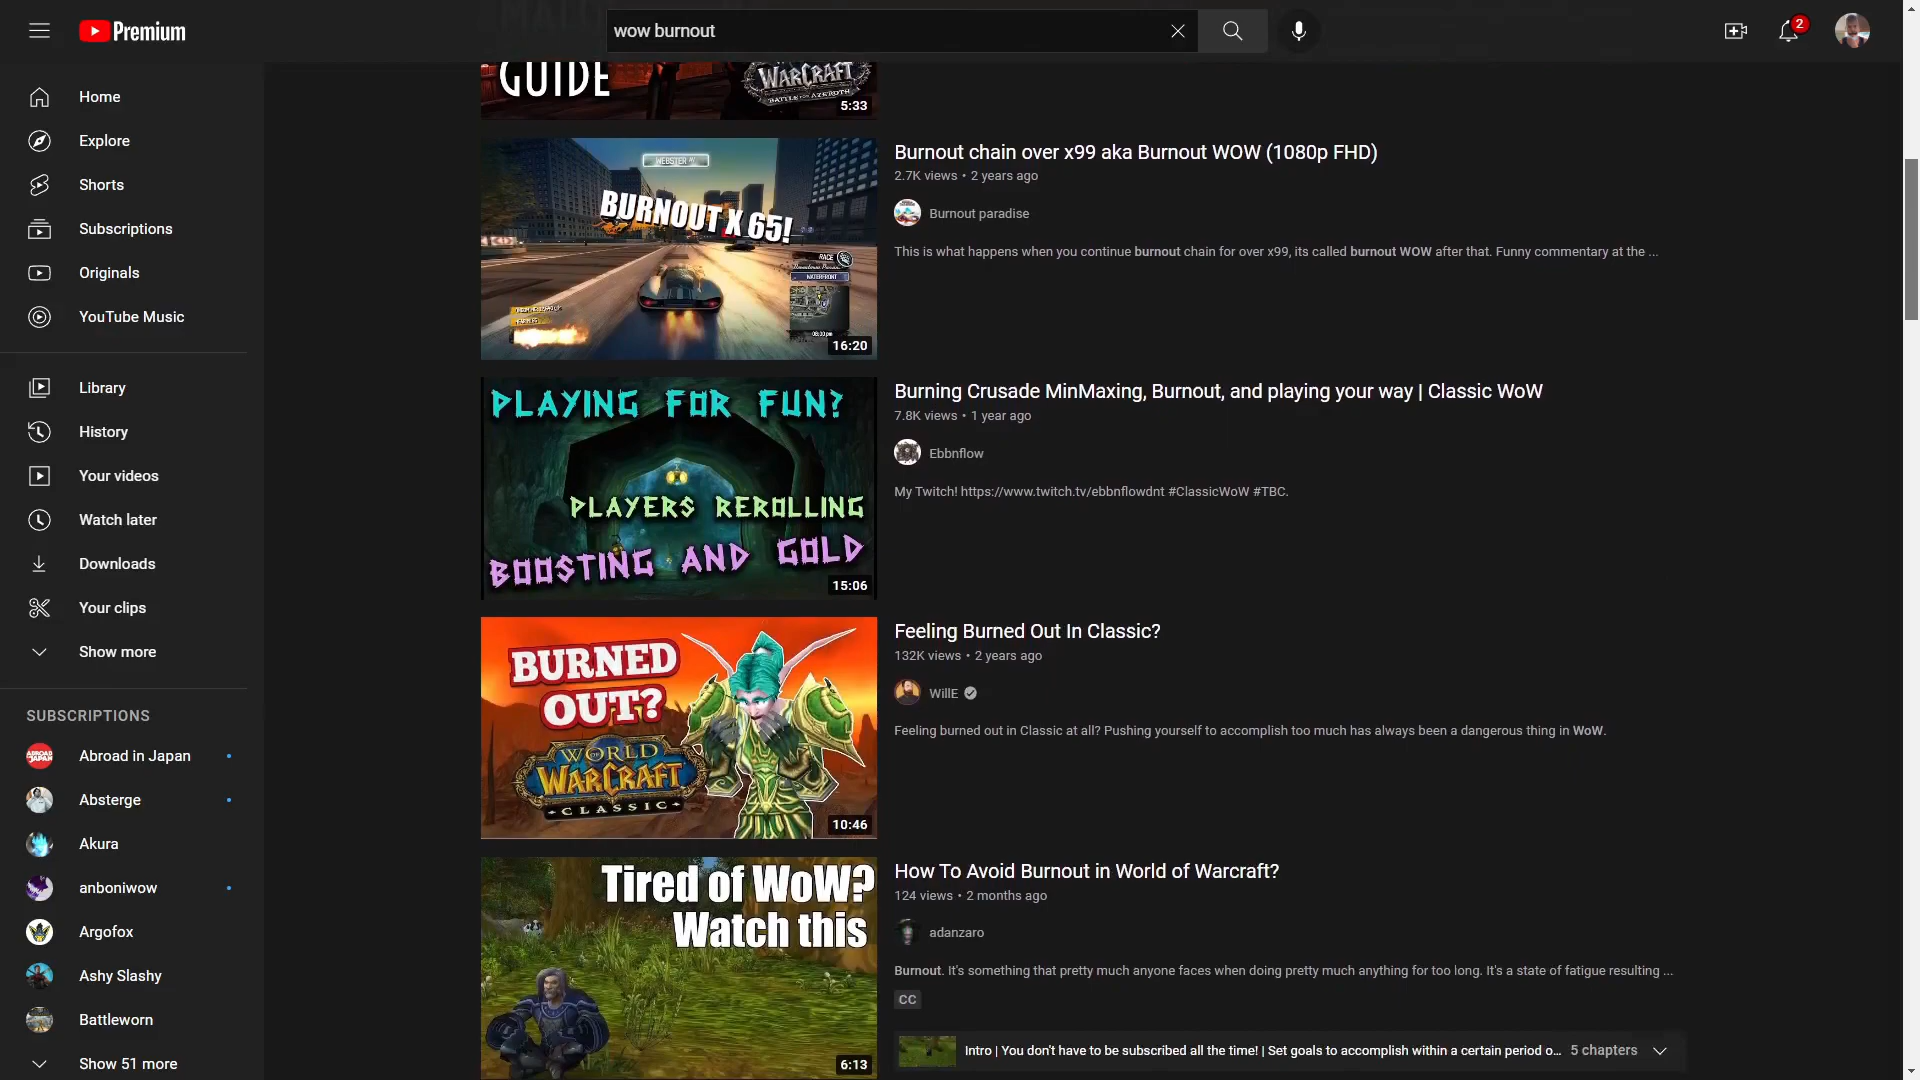 Premium
wow burnout
2
Home
Explore
Shorts
Subscriptions
Originals
YouTube Music
Library
History
Your videos
Watch later
Downloads
Your clips
Show more
SUBSCRIPTIONS
Abroad in Japan
Absterge
Akura
anboniwow
Argofox
Ashy Slashy
Battleworn
Show 51 more
GUIDE
WARCRAFT
BATTLE FOR AZEROTH
5:33
WEBSTER AV
BURNOUT X 65!
RACE
WATERFRONT
16:20
Burnout chain over x99 aka Burnout WOW (1080p FHD)
2.7K views • 2 years ago
Burnout paradise
This is what happens when you continue burnout chain for over x99, its called burnout WOW after that. Funny commentary at the ...
PLAYING FOR FUN?
PLAYERS REROLLING
BOOSTING AND GOLD
15:06
Burning Crusade MinMaxing, Burnout, and playing your way | Classic WoW
7.8K views • 1 year ago
Ebbnflow
My Twitch! https://www.twitch.tv/ebbnflowdnt #ClassicWoW #TBC.
BURNED
OUT?
WORLD OF
WARCRAFT
CLASSIC
10:46
Feeling Burned Out In Classic?
132K views • 2 years ago
WillE
Feeling burned out in Classic at all? Pushing yourself to accomplish too much has always been a dangerous thing in WoW.
Tired of WoW?
Watch this
6:13
How To Avoid Burnout in World of Warcraft?
124 views • 2 months ago
adanzaro
Burnout. It's something that pretty much anyone faces when doing pretty much anything for too long. It's a state of fatigue resulting ...
CC
Intro | You don't have to be subscribed all the time! | Set goals to accomplish within a certain period o... 5 chapters